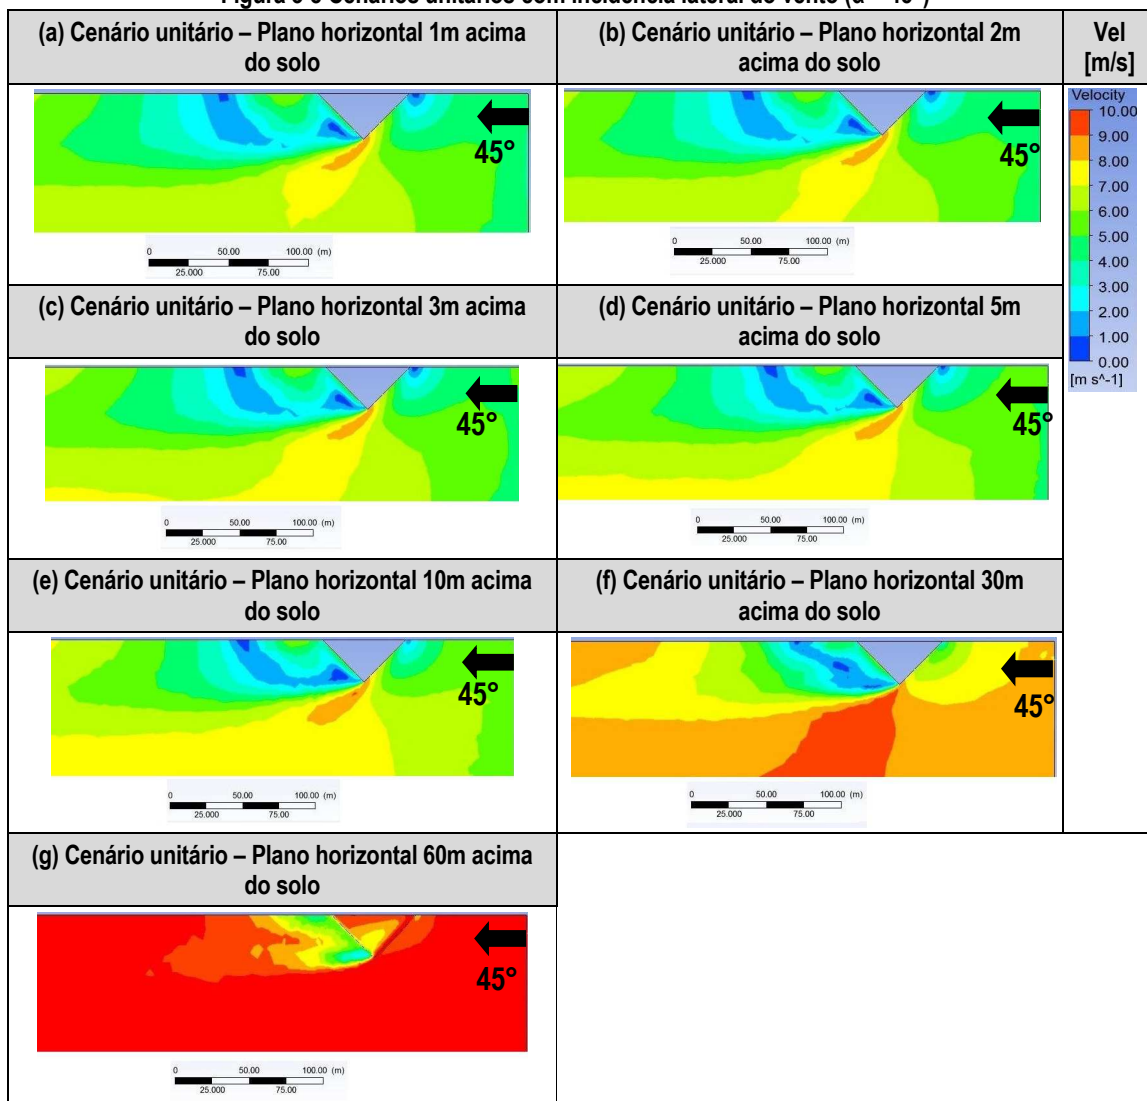 (a) Cenário unitário – Plano horizontal 1m acima
do solo
(b) Cenário unitário – Plano horizontal 2m
acima do solo
Vel
[m/s]
45°
0 50.00 100.00 (m)
25.000 75.00
45°
0 50.00 100.00 (m)
25.000 75.00
Velocity
10.00
9.00
8.00
7.00
6.00
5.00
4.00
3.00
2.00
1.00
0.00
[m s^-1]
(c) Cenário unitário – Plano horizontal 3m acima
do solo
(d) Cenário unitário – Plano horizontal 5m
acima do solo
45°
0 50.00 100.00 (m)
25.000 75.00
45°
0 50.00 100.00 (m)
25.000 75.00
(e) Cenário unitário – Plano horizontal 10m acima
do solo
(f) Cenário unitário – Plano horizontal 30m
acima do solo
45°
0 50.00 100.00 (m)
25.000 75.00
45°
0 50.00 100.00 (m)
25.000 75.00
(g) Cenário unitário – Plano horizontal 60m acima
do solo
45°
0 50.00 100.00 (m)
25.000 75.00